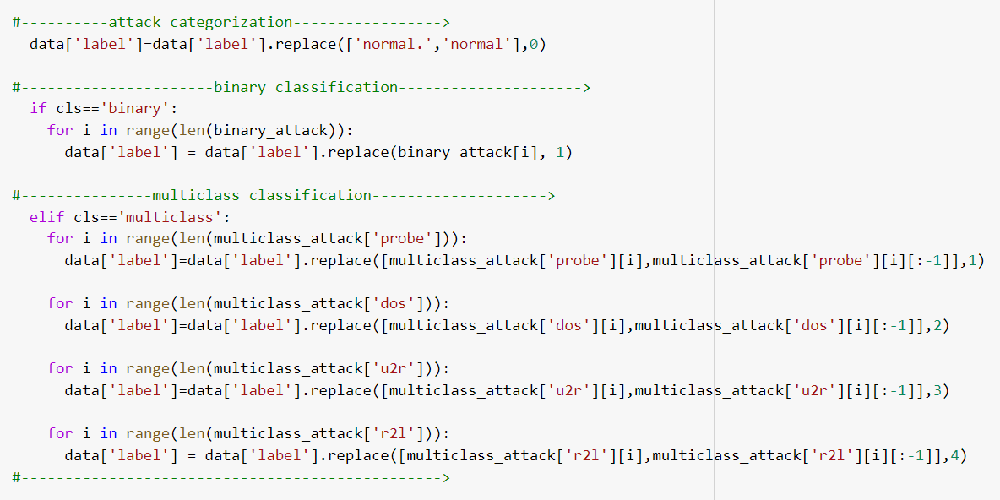 #----------attack categorization----------------->
  data['label']=data['label'].replace(['normal.','normal'],0)

#----------------------binary classification--------------------->
  if cls=='binary':
    for i in range(len(binary_attack)):
      data['label'] = data['label'].replace(binary_attack[i], 1)

#---------------multiclass classification-------------------->
  elif cls=='multiclass':
    for i in range(len(multiclass_attack['probe'])):
      data['label']=data['label'].replace([multiclass_attack['probe'][i],multiclass_attack['probe'][i][:-1]],1)

    for i in range(len(multiclass_attack['dos'])):
      data['label']=data['label'].replace([multiclass_attack['dos'][i],multiclass_attack['dos'][i][:-1]],2)

    for i in range(len(multiclass_attack['u2r'])):
      data['label']=data['label'].replace([multiclass_attack['u2r'][i],multiclass_attack['u2r'][i][:-1]],3)

    for i in range(len(multiclass_attack['r2l'])):
      data['label'] = data['label'].replace([multiclass_attack['r2l'][i],multiclass_attack['r2l'][i][:-1]],4)
#------------------------------------------------>